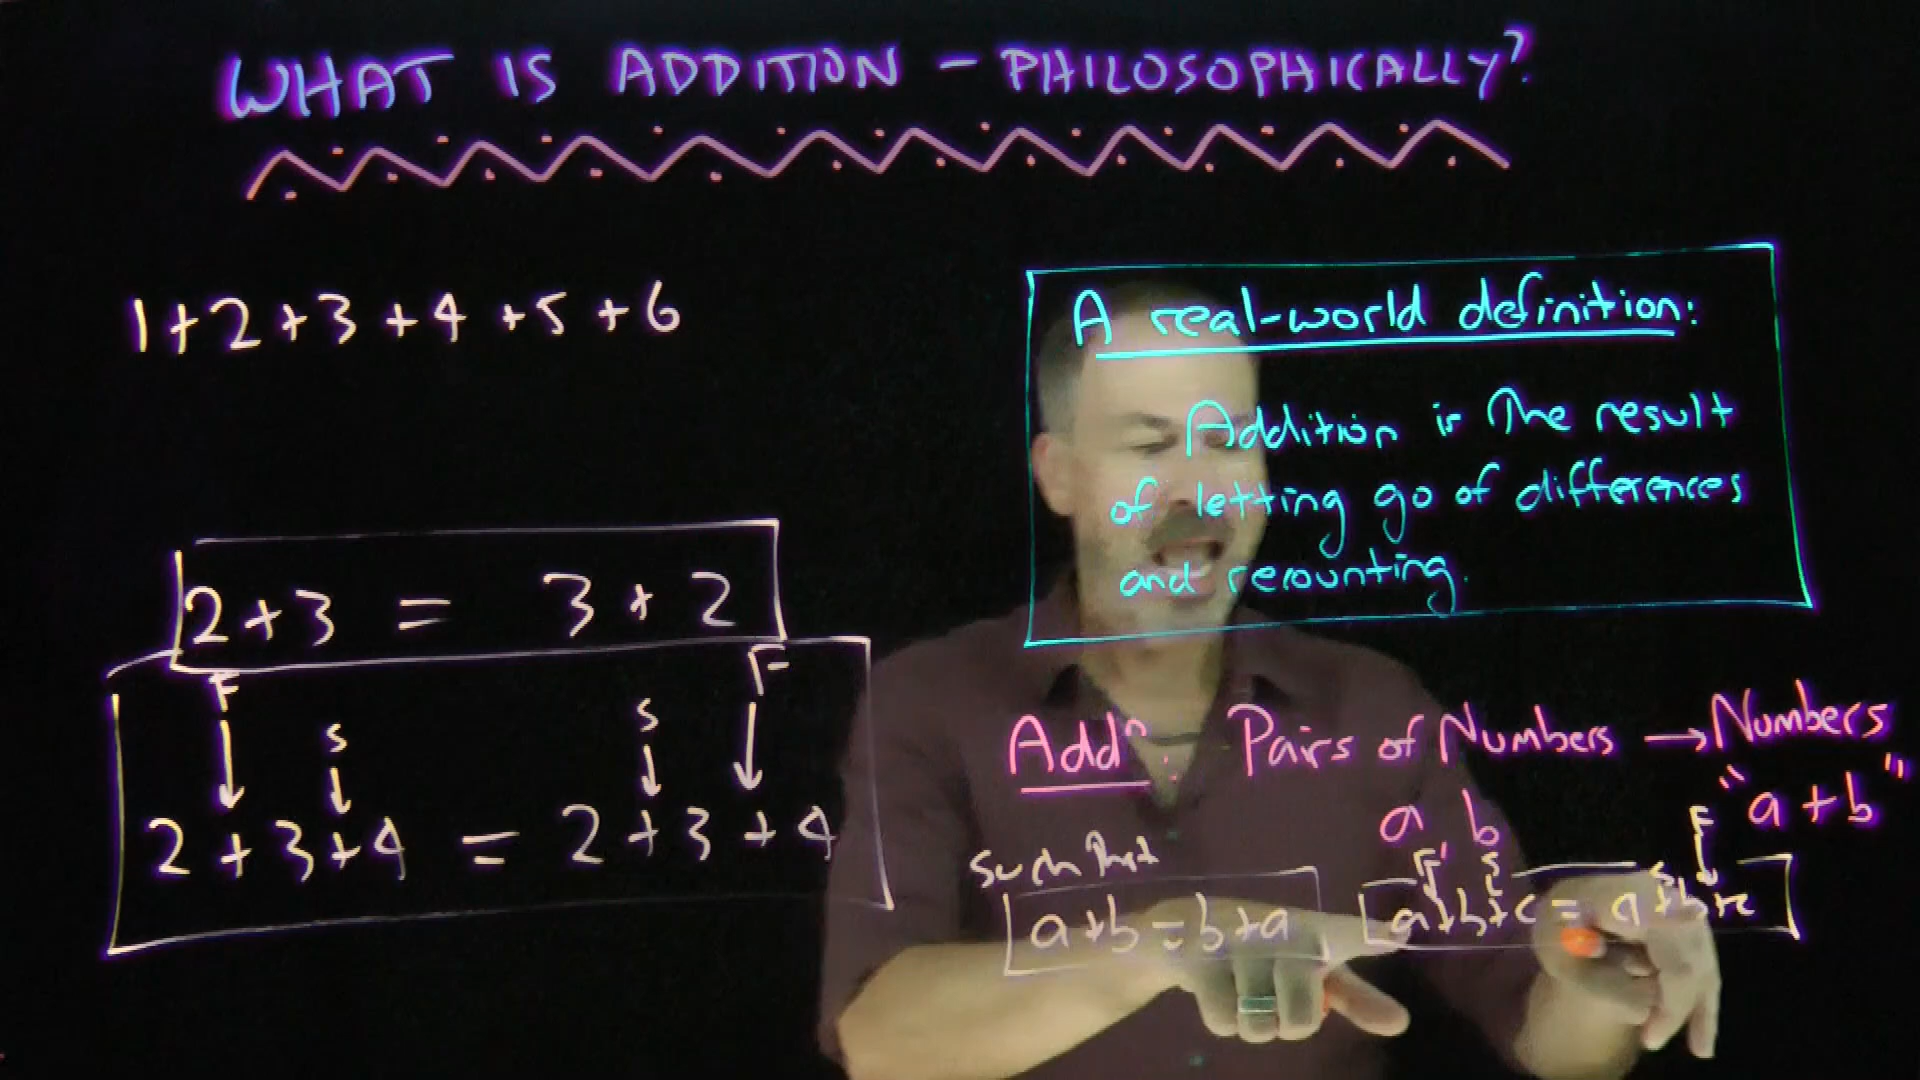 WHAT IS ADDITION - PHILOSOPHICALLY?
1+2+3+4+5+6
2+3 = 3+2
F S S F
2+3+4 = 2+3+4
A real-world definition:
Addition is the result
of letting go of differences
and recounting.
Addn: Pairs of Numbers → Numbers
a b "a+b"
such that
F S S F
a+b=b+a a+b+c=a+b+c